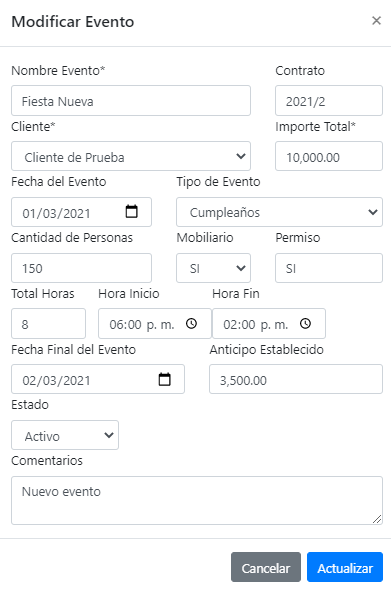 Modificar Evento ×
Nombre Evento* Contrato
Fiesta Nueva 2021/2
Cliente* Importe Total*
Cliente de Prueba 10,000.00
Fecha del Evento Tipo de Evento
01/03/2021 Cumpleaños
Cantidad de Personas Mobiliario Permiso
150 SI SI
Total Horas Hora Inicio Hora Fin
8 06:00 p. m. 02:00 p. m.
Fecha Final del Evento Anticipo Establecido
02/03/2021 3,500.00
Estado
Activo
Comentarios
Nuevo evento
Cancelar Actualizar